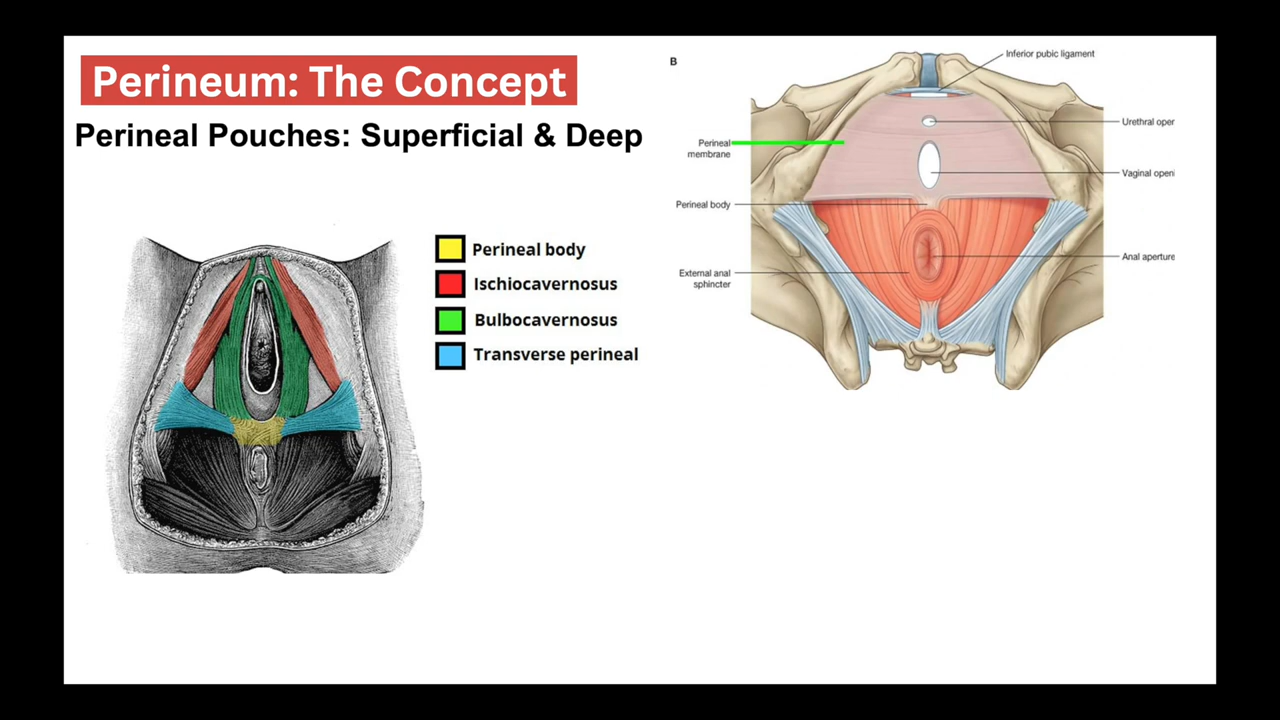 Perineum: The Concept
Perineal Pouches: Superficial & Deep
Perineal body
Ischiocavernosus
Bulbocavernosus
Transverse perineal
B
Inferior pubic ligament
Urethral oper
Perineal
membrane
Vaginal openi
Perineal body
Anal aperture
External anal
sphincter